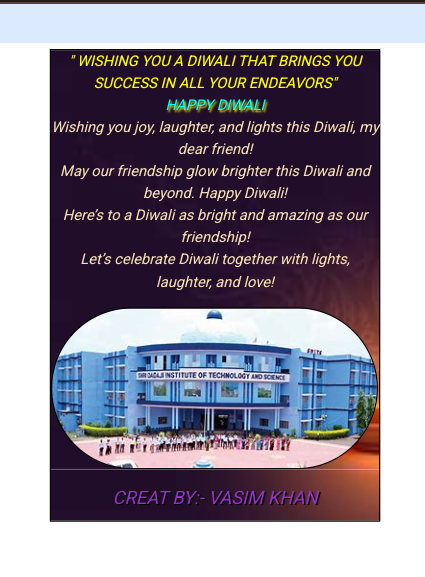 " WISHING YOU A DIWALI THAT BRINGS YOU
SUCCESS IN ALL YOUR ENDEAVORS"
HAPPY DIWALI
Wishing you joy, laughter, and lights this Diwali, my
dear friend!
May our friendship glow brighter this Diwali and
beyond. Happy Diwali!
Here's to a Diwali as bright and amazing as our
friendship!
Let's celebrate Diwali together with lights,
laughter, and love!
SHRI DADAJI INSTITUTE OF TECHNOLOGY AND SCIENCE
CREAT BY:- VASIM KHAN